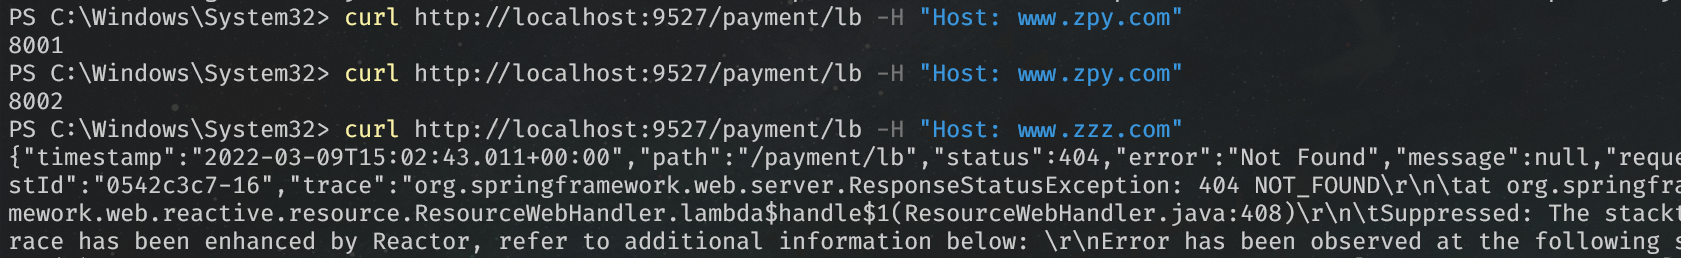 PS C:\Windows\System32> curl http://localhost:9527/payment/lb -H "Host: www.zpy.com"
8001
PS C:\Windows\System32> curl http://localhost:9527/payment/lb -H "Host: www.zpy.com"
8002
PS C:\Windows\System32> curl http://localhost:9527/payment/lb -H "Host: www.zzz.com"
{"timestamp":"2022-03-09T15:02:43.011+00:00","path":"/payment/lb","status":404,"error":"Not Found","message":null,"reque
stId":"0542c3c7-16","trace":"org.springframework.web.server.ResponseStatusException: 404 NOT_FOUND\r\n\tat org.springfra
mework.web.reactive.resource.ResourceWebHandler.lambda$handle$1(ResourceWebHandler.java:408)\r\n\tSuppressed: The stackt
race has been enhanced by Reactor, refer to additional information below: \r\nError has been observed at the following s